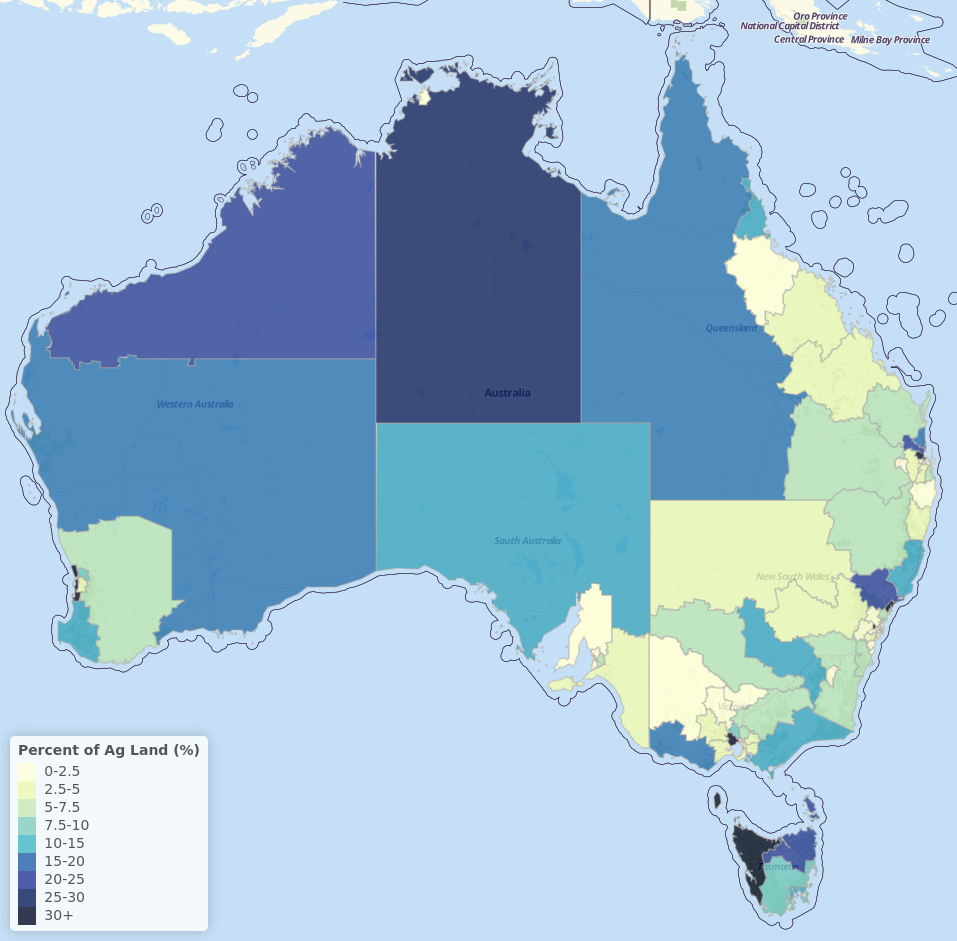 Oro Province
National Capital District
Central Province
Milne Bay Province
Queensland
Western Australia
Australia
South Australia
New South Wales
Victoria
Tasmania
Percent of Ag Land (%)
0-2.5
2.5-5
5-7.5
7.5-10
10-15
15-20
20-25
25-30
30+